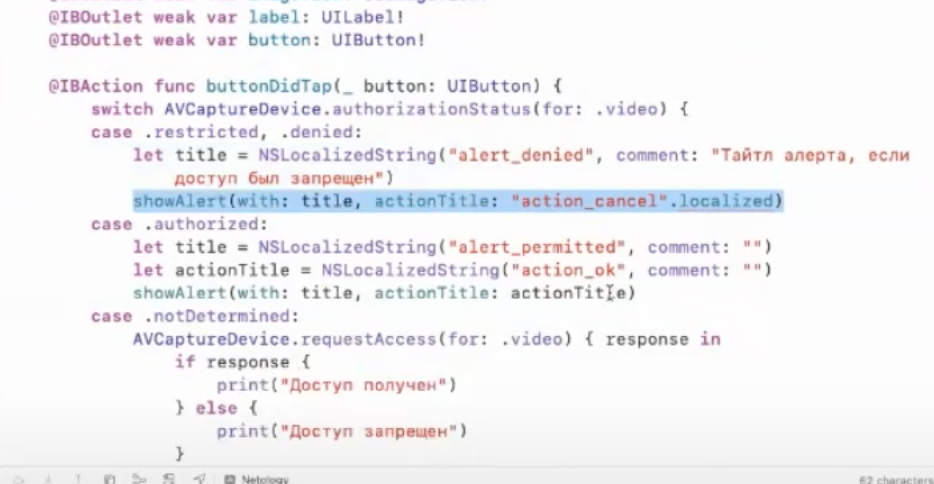 @IBOutlet weak var label: UILabel!
@IBOutlet weak var button: UIButton!
@IBAction func buttonDidTap(_ button: UIButton) {
switch AVCaptureDevice.authorizationStatus(for: .video) {
case .restricted, .denied:
let title = NSLocalizedString("alert_denied", comment: "Тайтл алерта, если
доступ был запрещен")
showAlert(with: title, actionTitle: "action_cancel".localized)
case .authorized:
let title = NSLocalizedString("alert_permitted", comment: "")
let actionTitle = NSLocalizedString("action_ok", comment: "")
showAlert(with: title, actionTitle: actionTitle)
case .notDetermined:
AVCaptureDevice.requestAccess(for: .video) { response in
if response {
print("Доступ получен")
} else {
print("Доступ запрещен")
}
Netology
62 characters